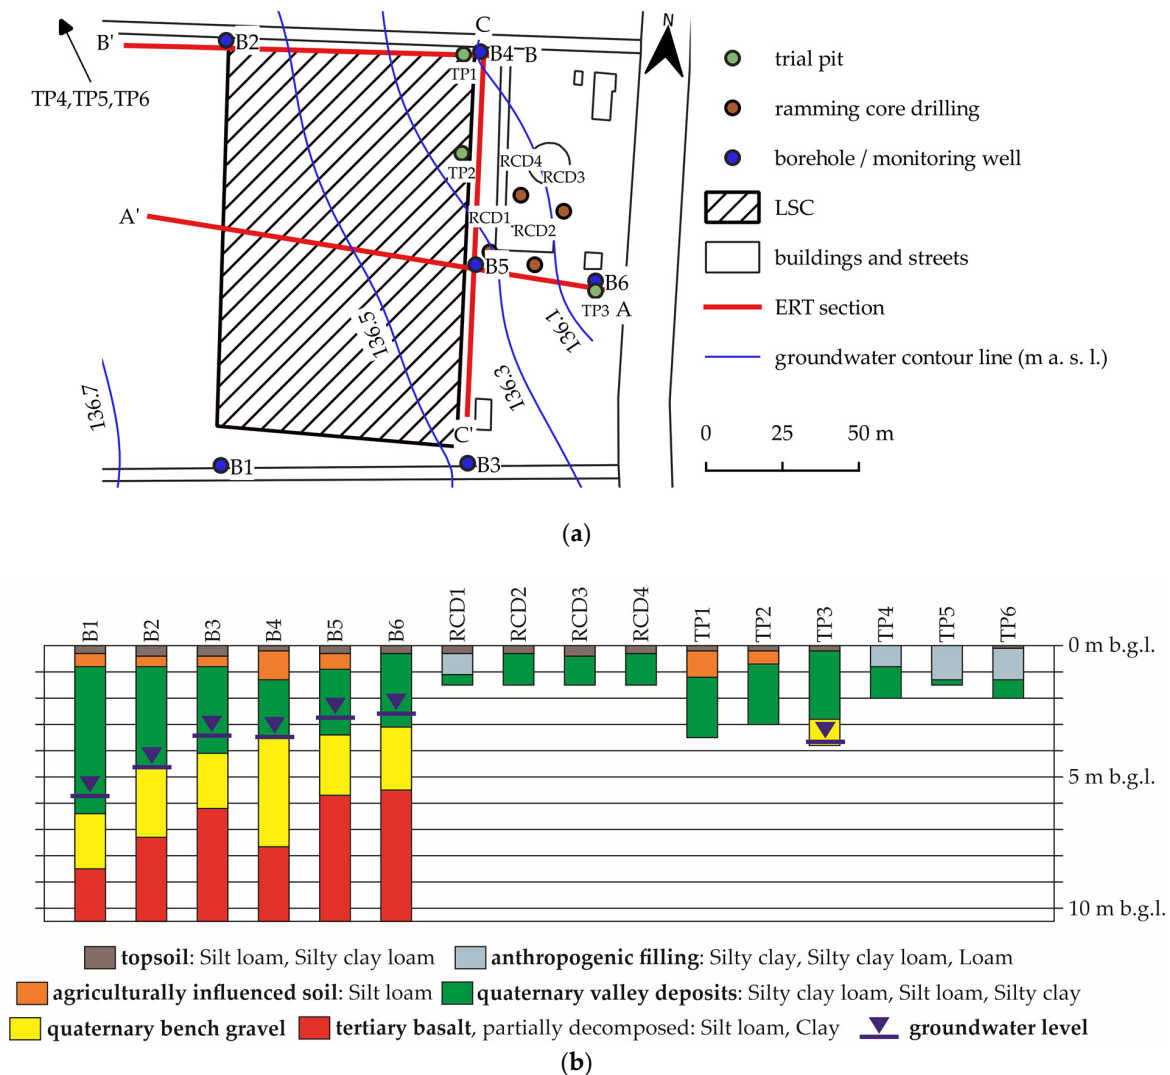 C
N
B'
B2
B4
B
TP1
TP4,TP5,TP6
trial pit
ramming core drilling
borehole / monitoring well
LSC
buildings and streets
ERT section
groundwater contour line (m a. s. l.)
0 25 50 m
RCD4
TP2
RCD3
A'
RCD1
RCD2
B5
B6
TP3
A
136.5
136.1
136.3
136.7
C'
B1
B3
(a)
B1 B2 B3 B4 B5 B6 RCD1 RCD2 RCD3 RCD4 TP1 TP2 TP3 TP4 TP5 TP6
0 m b.g.l.
5 m b.g.l.
10 m b.g.l.
topsoil: Silt loam, Silty clay loam anthropogenic filling: Silty clay, Silty clay loam, Loam
agriculturally influenced soil: Silt loam quaternary valley deposits: Silty clay loam, Silt loam, Silty clay
quaternary bench gravel tertiary basalt, partially decomposed: Silt loam, Clay groundwater level
(b)